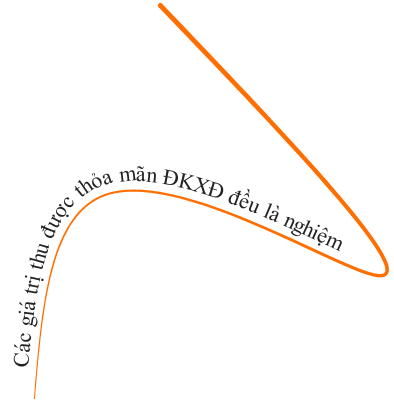 Các giá trị thu được thỏa mãn ĐKXĐ đều là nghiệm